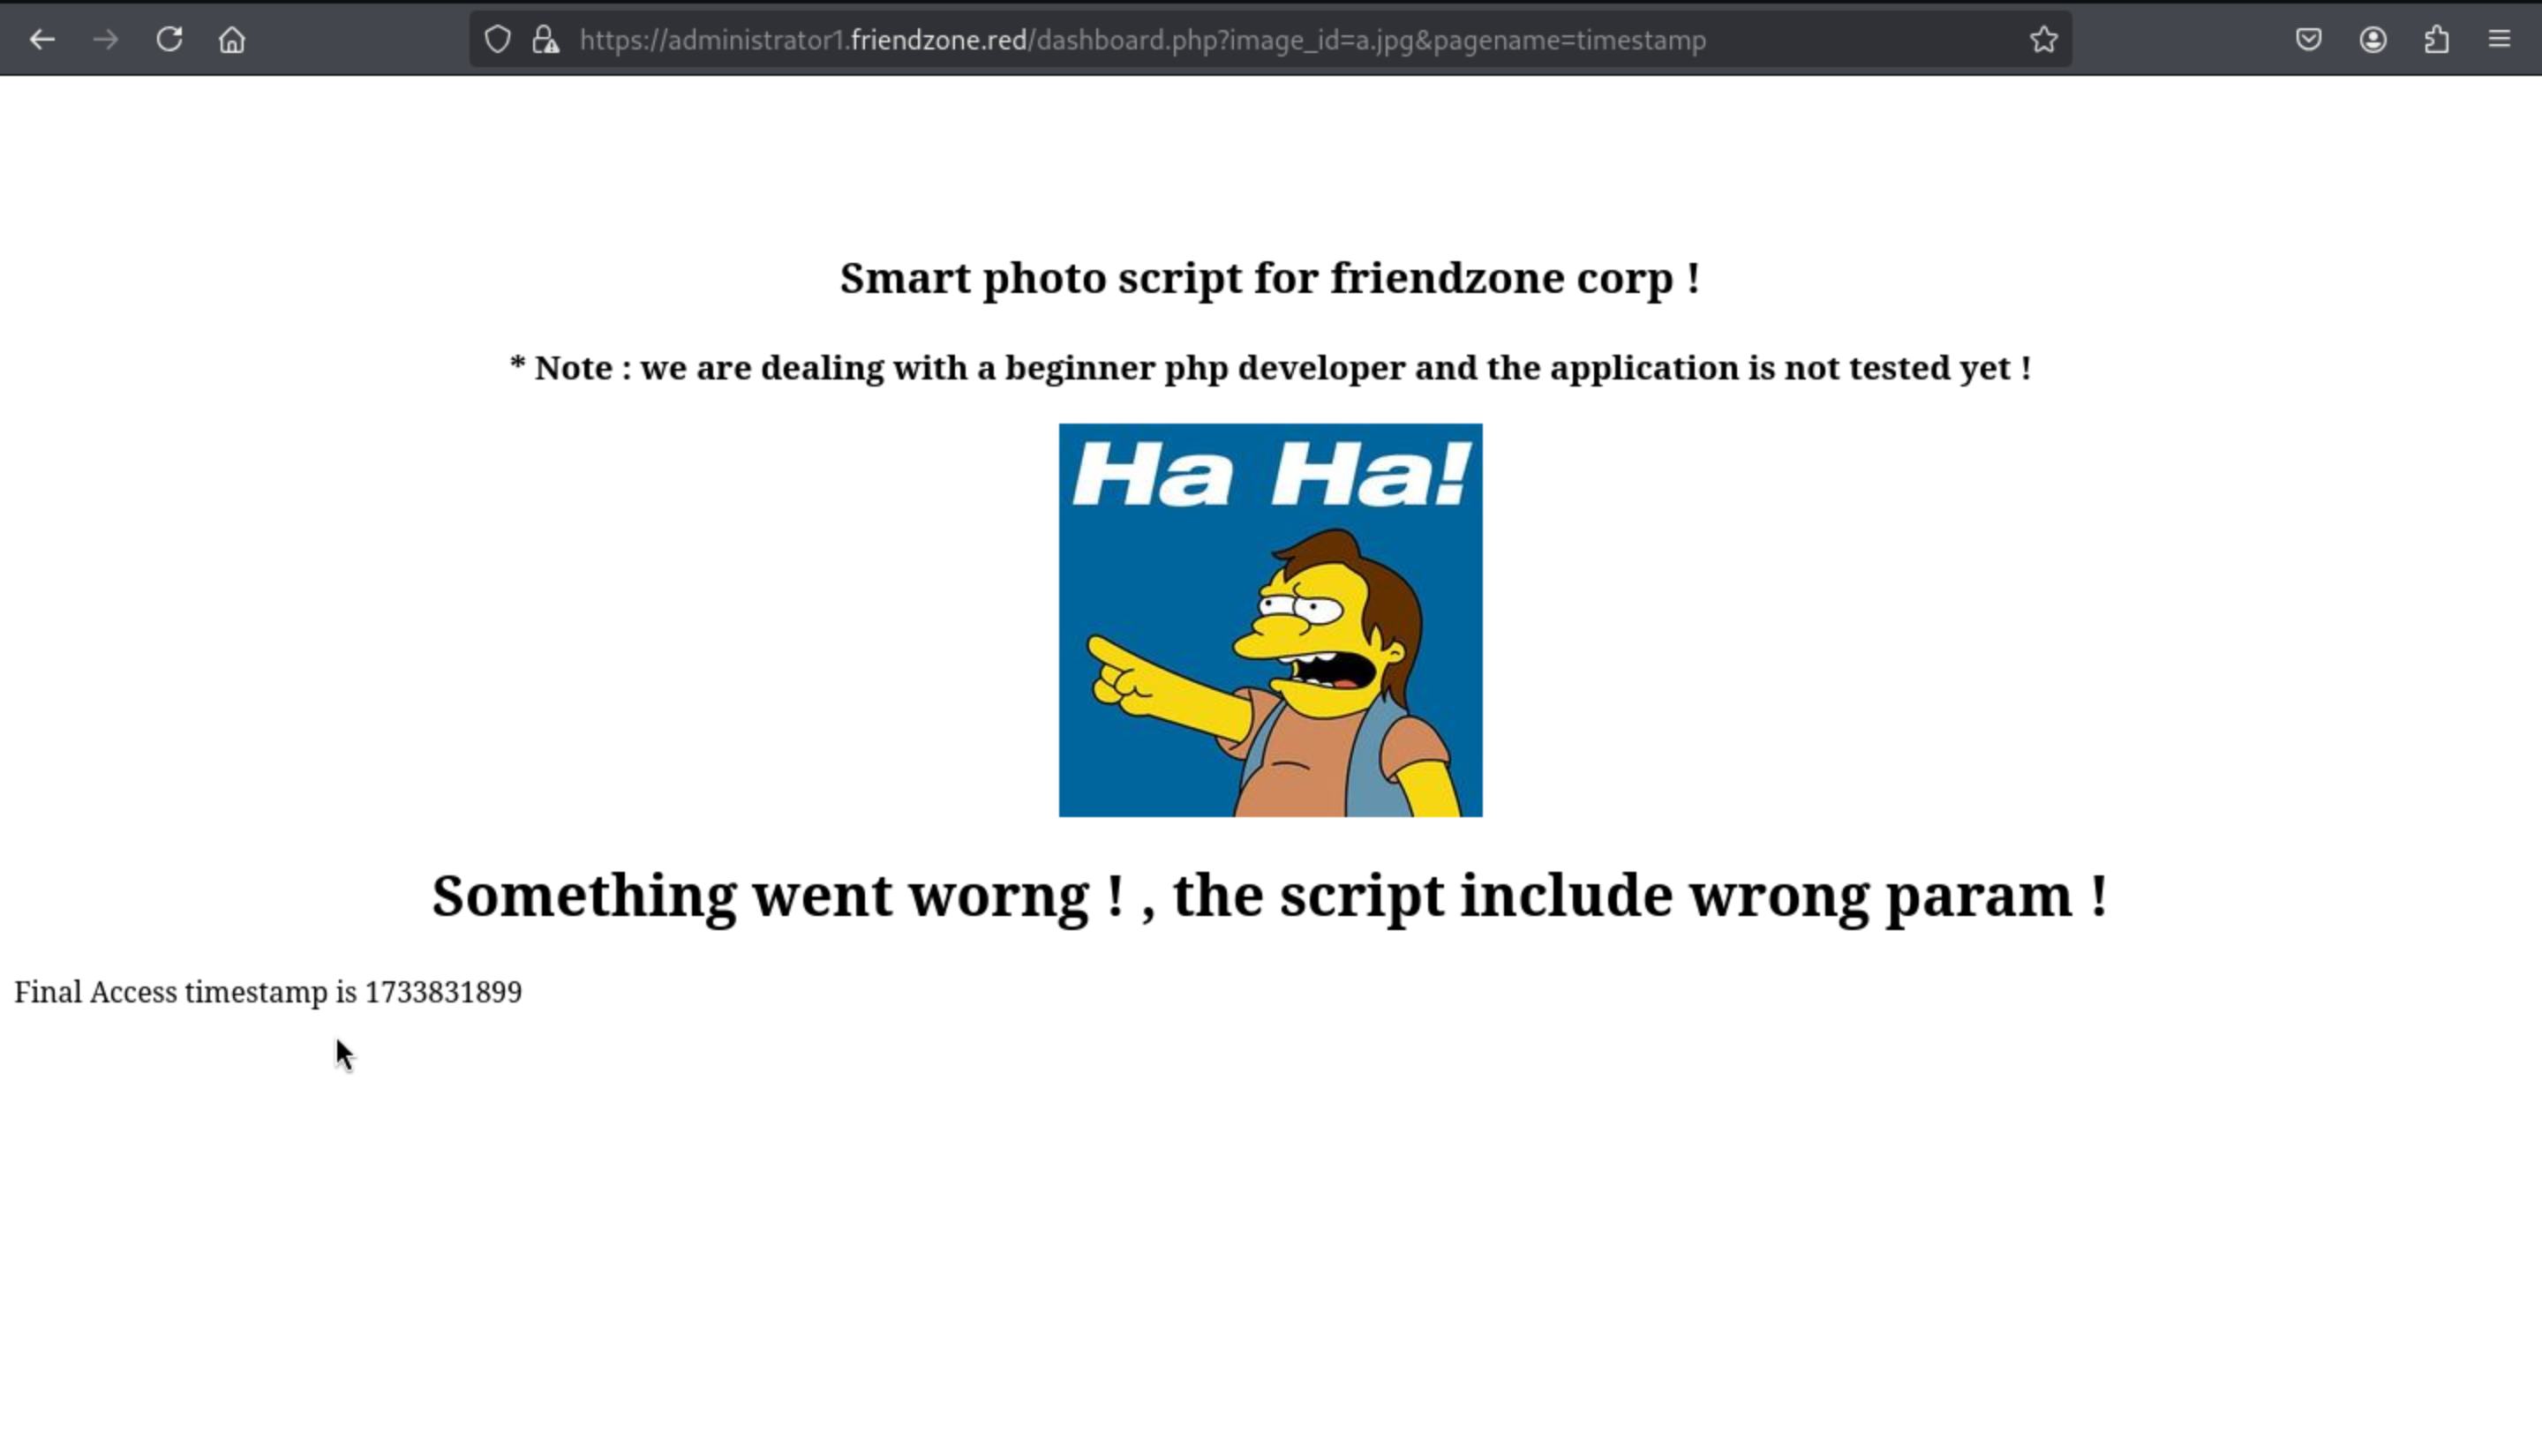 https://administrator1.friendzone.red/dashboard.php?image_id=a.jpg&pagename=timestamp
Smart photo script for friendzone corp !
* Note : we are dealing with a beginner php developer and the application is not tested yet !
Ha Ha!
Something went worng ! , the script include wrong param !
Final Access timestamp is 1733831899